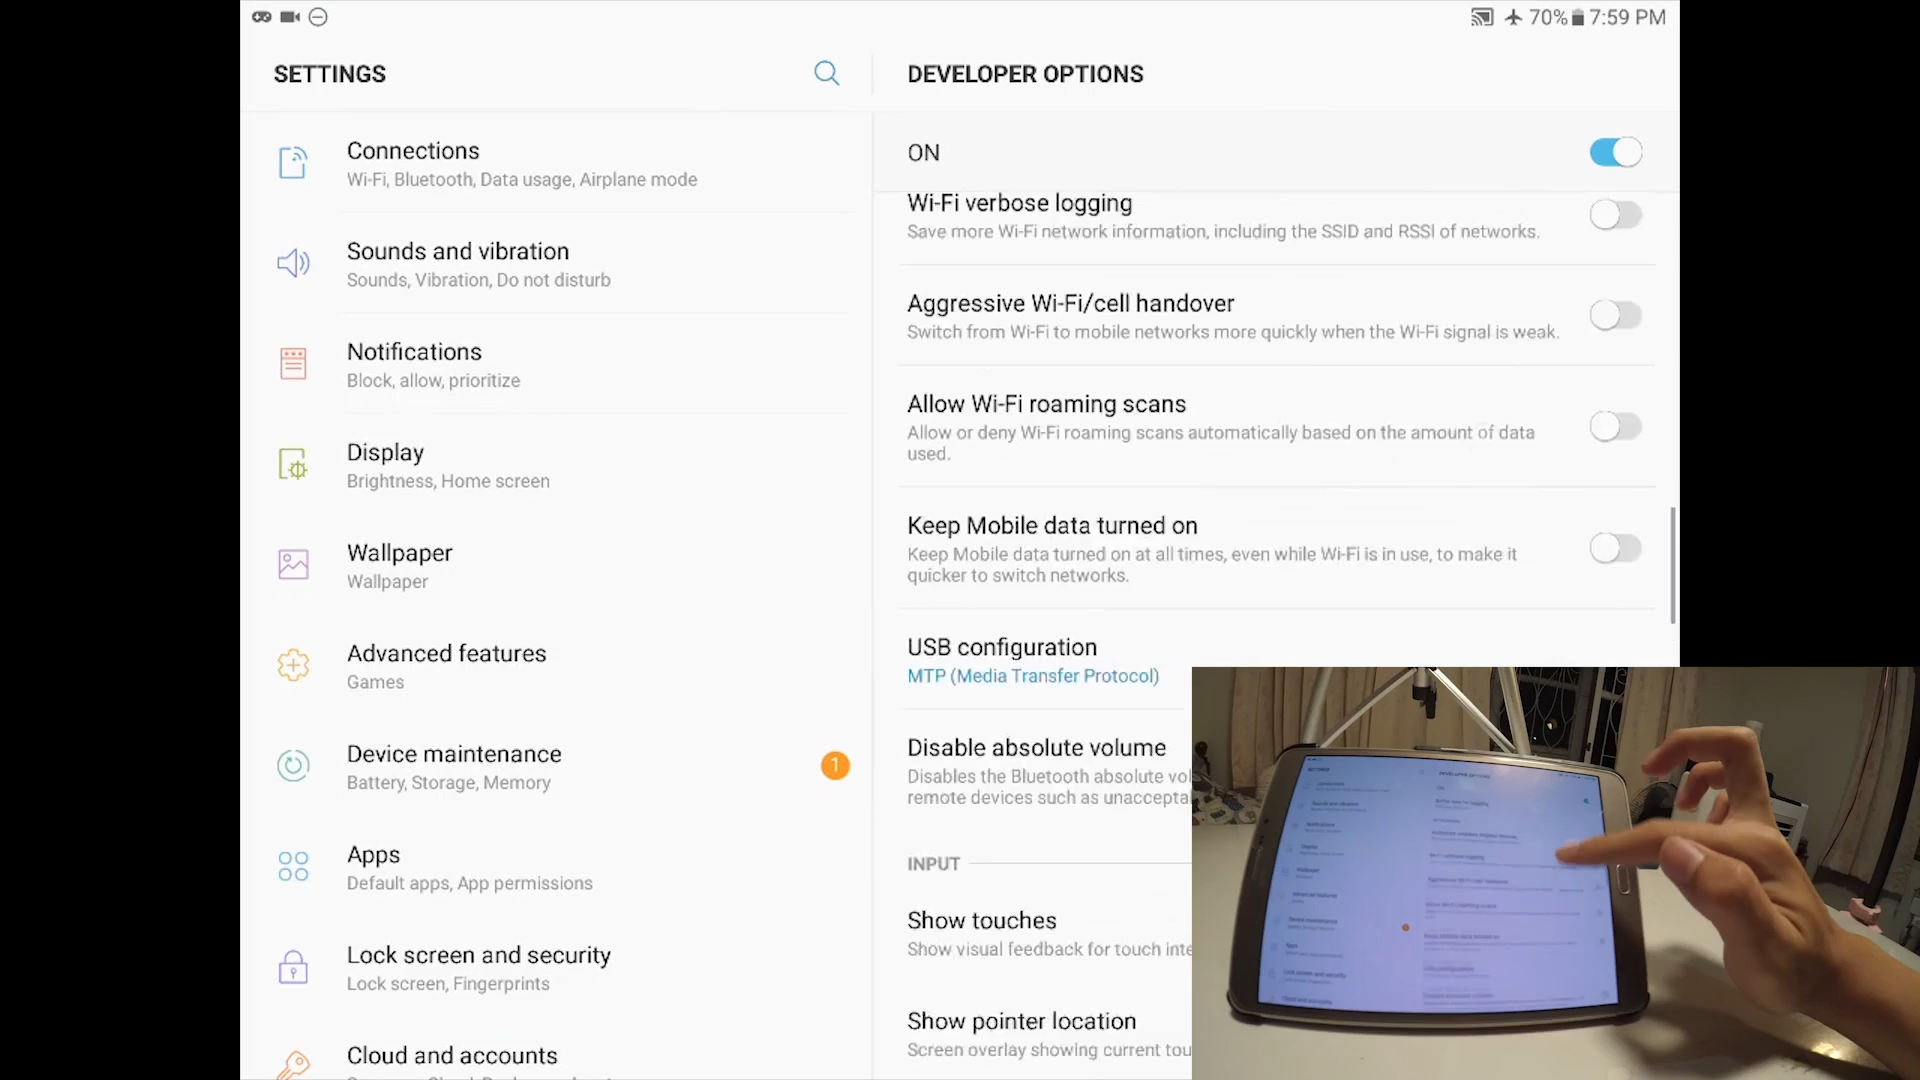 70% 7:59 PM
SETTINGS
DEVELOPER OPTIONS
Connections
Wi-Fi, Bluetooth, Data usage, Airplane mode
Sounds and vibration
Sounds, Vibration, Do not disturb
Notifications
Block, allow, prioritize
Display
Brightness, Home screen
Wallpaper
Wallpaper
Advanced features
Games
Device maintenance
Battery, Storage, Memory
1
Apps
Default apps, App permissions
Lock screen and security
Lock screen, Fingerprints
Cloud and accounts
ON
Wi-Fi verbose logging
Save more Wi-Fi network information, including the SSID and RSSI of networks.
Aggressive Wi-Fi/cell handover
Switch from Wi-Fi to mobile networks more quickly when the Wi-Fi signal is weak.
Allow Wi-Fi roaming scans
Allow or deny Wi-Fi roaming scans automatically based on the amount of data
used.
Keep Mobile data turned on
Keep Mobile data turned on at all times, even while Wi-Fi is in use, to make it
quicker to switch networks.
USB configuration
MTP (Media Transfer Protocol)
Disable absolute volume
Disables the Bluetooth absolute vol
remote devices such as unaccepta
INPUT
Show touches
Show visual feedback for touch inte
Show pointer location
Screen overlay showing current tou
SETTINGS
DEVELOPER OPTIONS